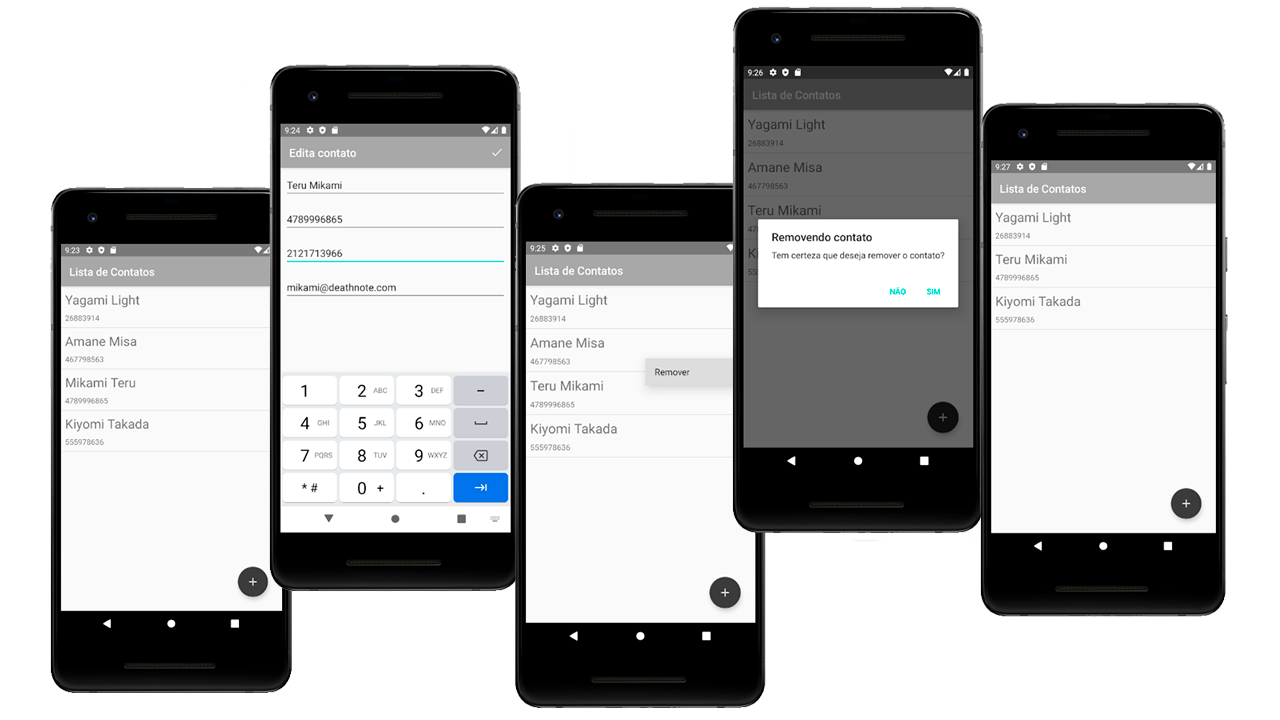 9:23
Lista de Contatos
Yagami Light
26883914
Amane Misa
467798563
Mikami Teru
4789996865
Kiyomi Takada
555978636
+
9:24
Edita contato
Teru Mikami
4789996865
2121713966
mikami@deathnote.com
1 2 ABC 3 DEF -
4 GHI 5 JKL 6 MNO
7 PQRS 8 TUV 9 WXYZ
* # 0 + .
9:25
Lista de Contatos
Yagami Light
26883914
Amane Misa
467798563
Remover
Teru Mikami
4789996865
Kiyomi Takada
555978636
+
9:26
Lista de Contatos
Yagami Light
26883914
Amane Misa
467798563
Teru Mikami
Removendo contato
Tem certeza que deseja remover o contato?
NÃO SIM
+
9:27
Lista de Contatos
Yagami Light
26883914
Teru Mikami
4789996865
Kiyomi Takada
555978636
+